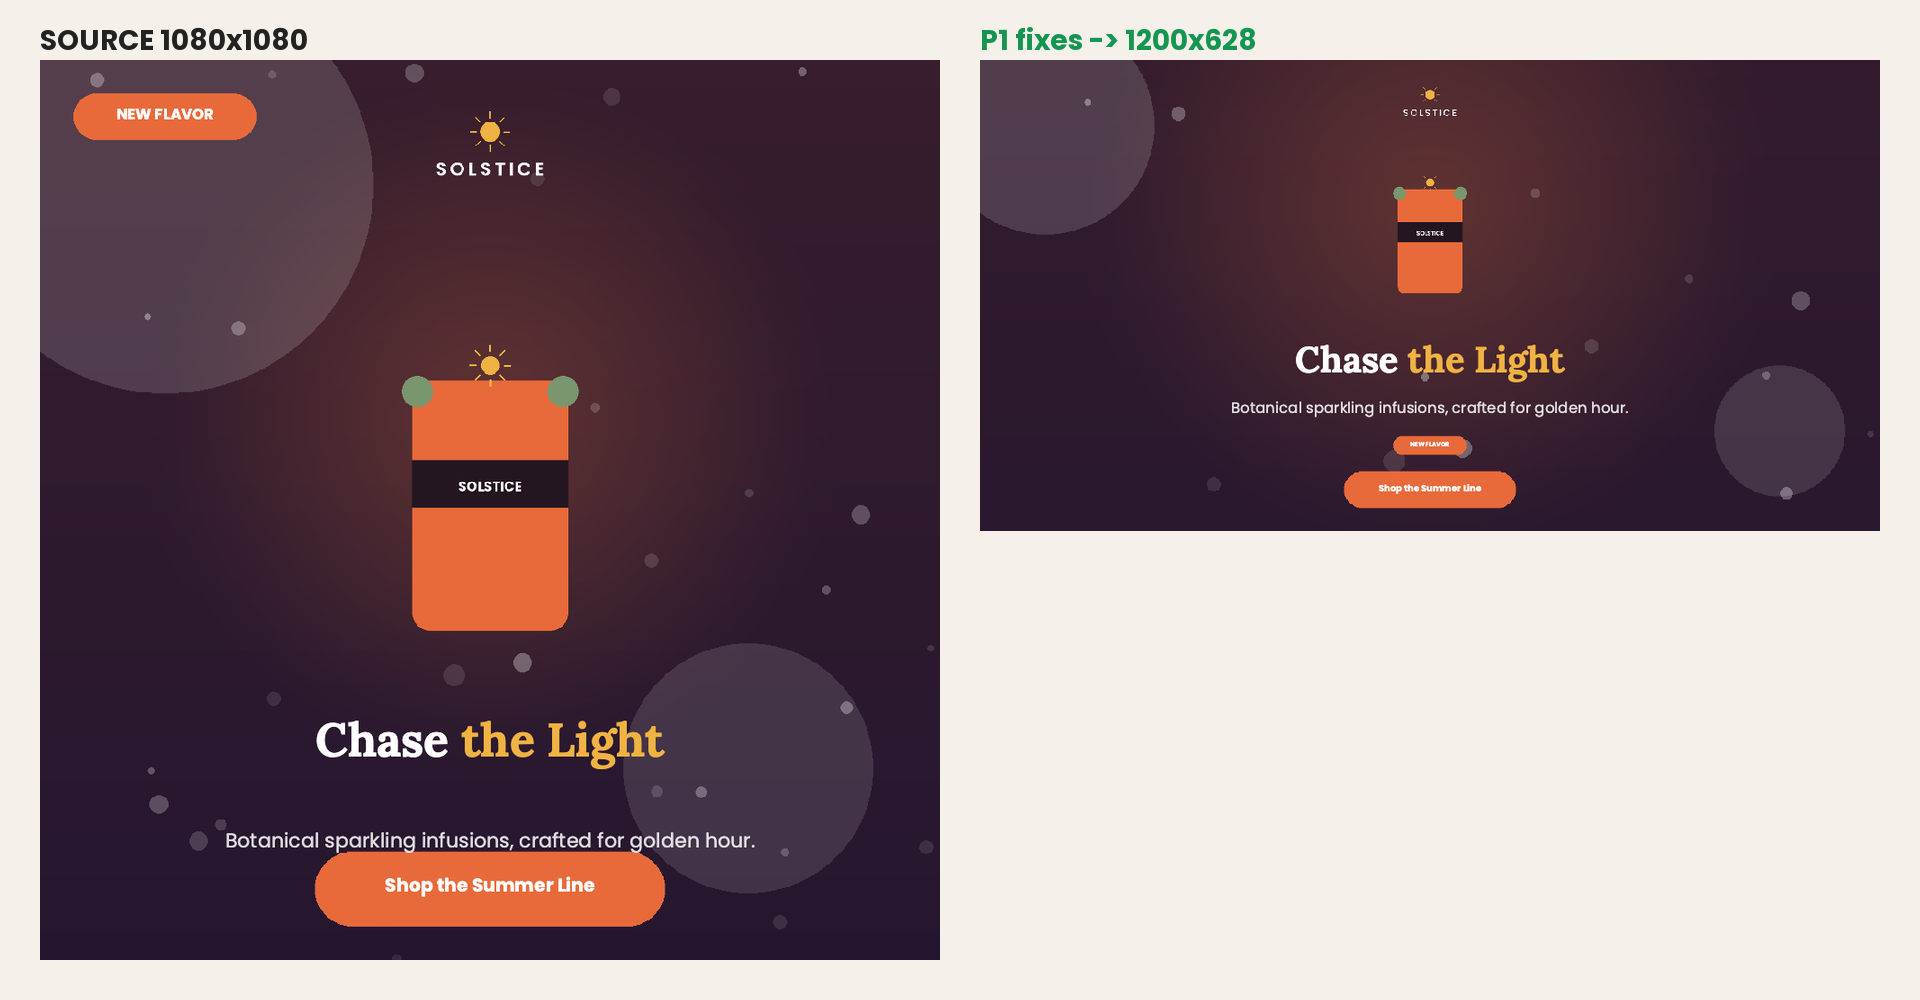 SOURCE 1080x1080
NEW FLAVOR
SOLSTICE
SOLSTICE
Chase the Light
Botanical sparkling infusions, crafted for golden hour.
Shop the Summer Line
P1 fixes -> 1200x628
SOLSTICE
SOLSTICE
Chase the Light
Botanical sparkling infusions, crafted for golden hour.
NEW FLAVOR
Shop the Summer Line